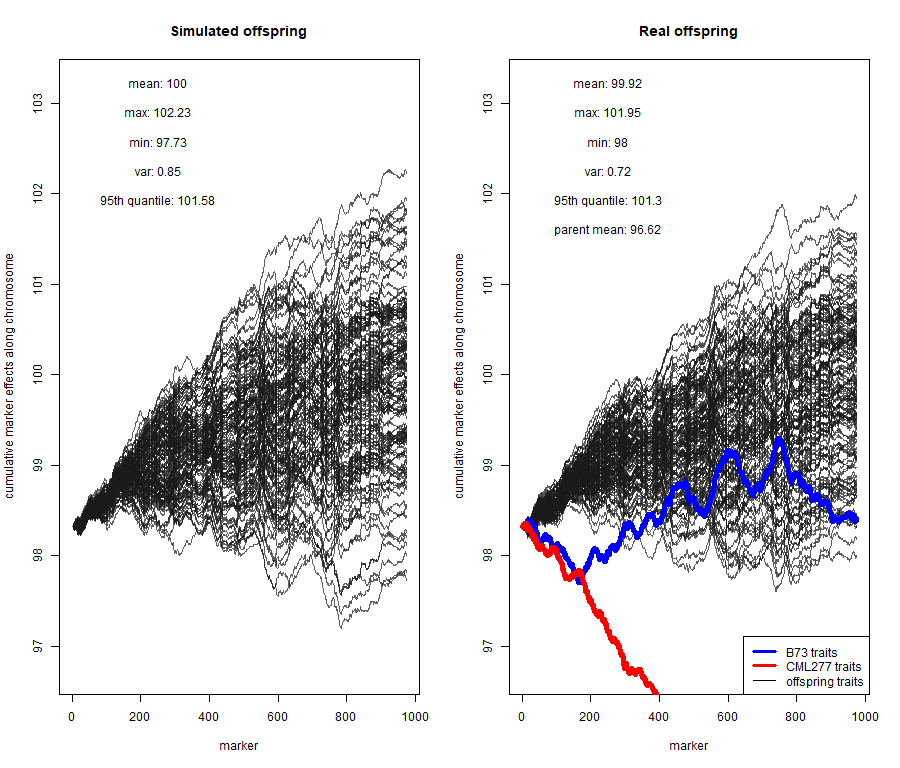 Simulated offspring
mean: 100
max: 102.23
min: 97.73
var: 0.85
95th quantile: 101.58
cumulative marker effects along chromosome
97
98
99
100
101
102
103
0
200
400
600
800
1000
marker
Real offspring
mean: 99.92
max: 101.95
min: 98
var: 0.72
95th quantile: 101.3
parent mean: 96.62
cumulative marker effects along chromosome
97
98
99
100
101
102
103
B73 traits
CML277 traits
offspring traits
0
200
400
600
800
1000
marker